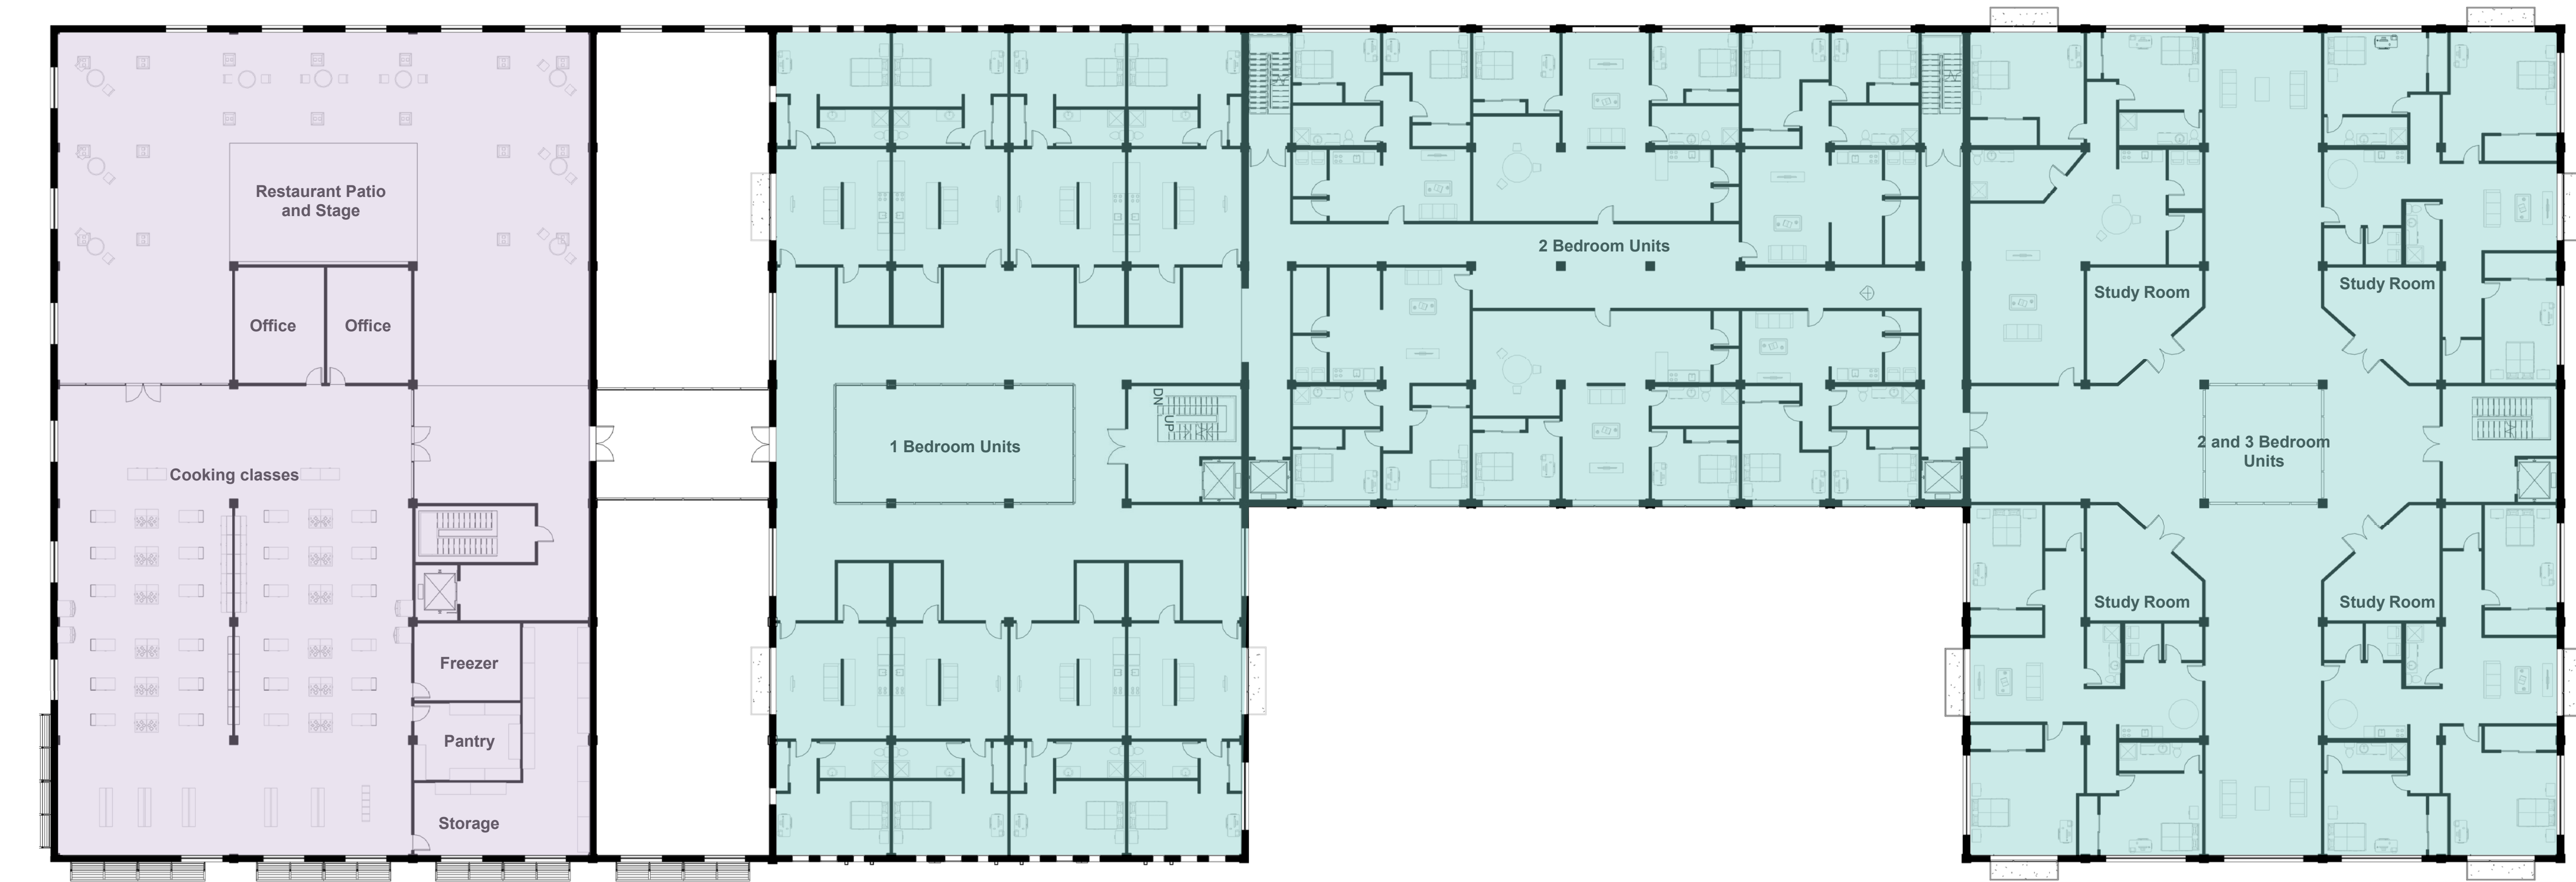 Restaurant Patio
and Stage
Office
Office
Cooking classes
Freezer
Pantry
Storage
1 Bedroom Units
DN
UP
2 Bedroom Units
Study Room
Study Room
2 and 3 Bedroom
Units
Study Room
Study Room